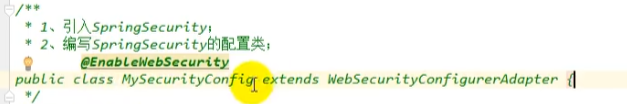 /**
* 1、引入SpringSecurity;
* 2、编写SpringSecurity的配置类;
@EnableWebSecurity
public class MySecurityConfig extends WebSecurityConfigurerAdapter {
*/